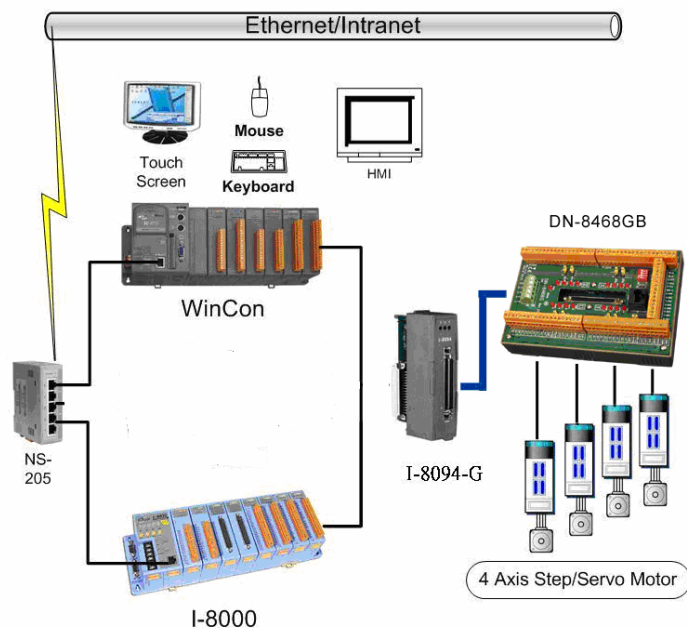 Ethernet/Intranet
Touch
Screen
Mouse
Keyboard
HMI
WinCon
DN-8468GB
I-8094-G
NS-
205
I-8000
4 Axis Step/Servo Motor